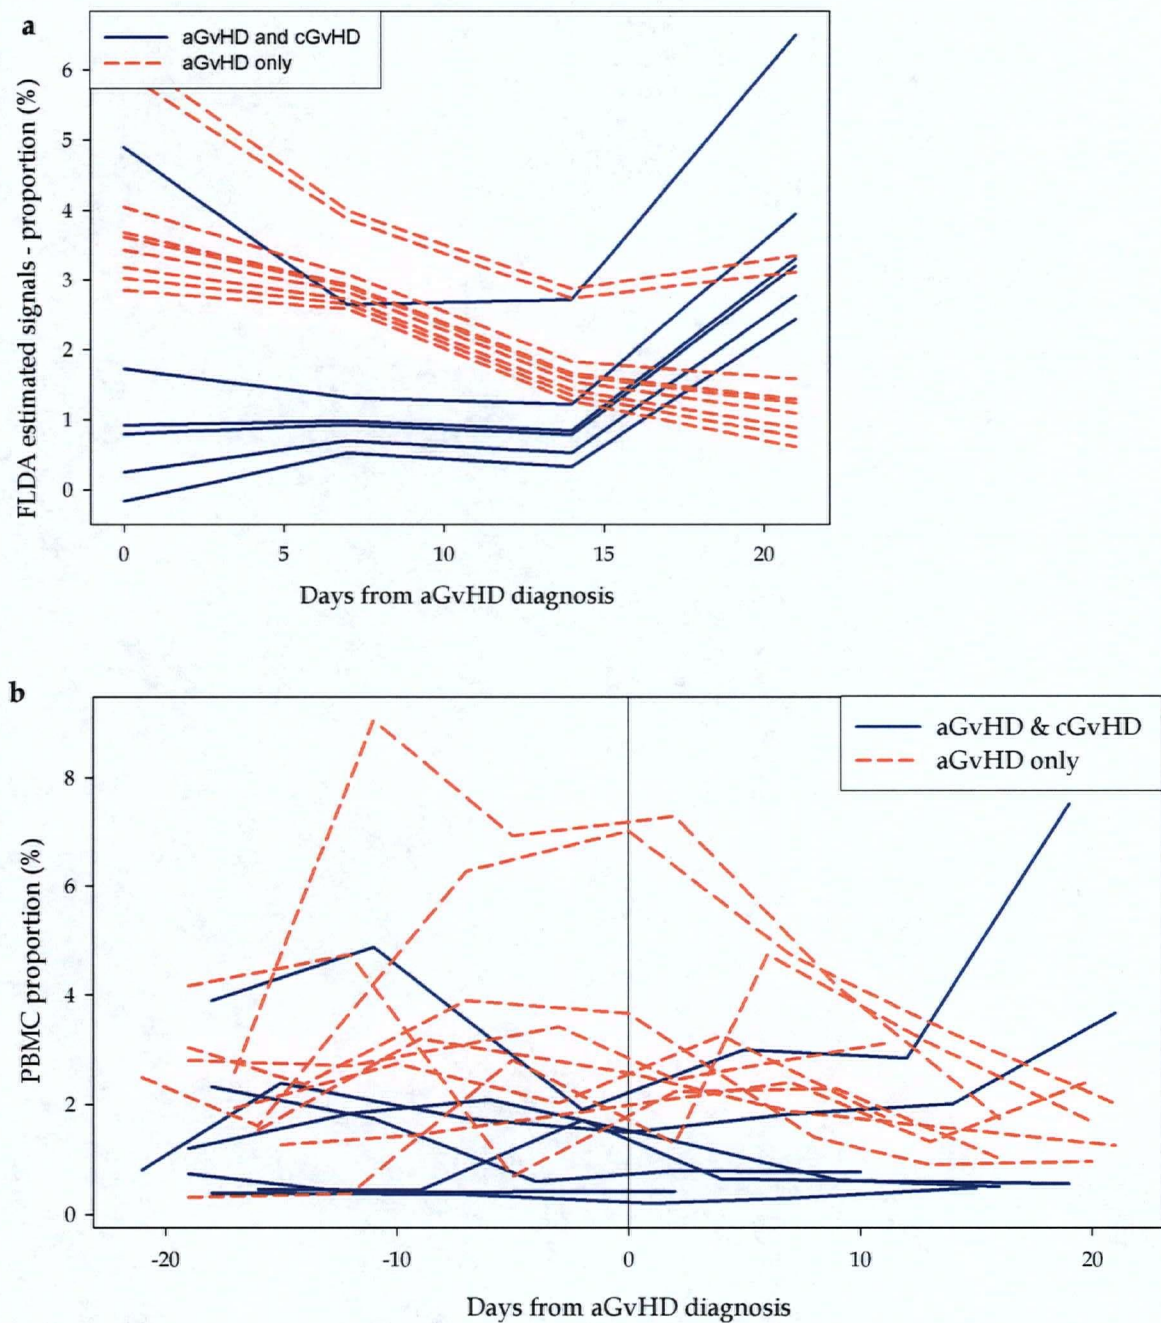 a
aGvHD and cGvHD
aGvHD only
FLDA estimated signals - proportion (%)
6
5
4
3
2
1
0
0 5 10 15 20
Days from aGvHD diagnosis
b
aGvHD & cGvHD
aGvHD only
PBMC proportion (%)
8
6
4
2
0
-20 -10 0 10 20
Days from aGvHD diagnosis